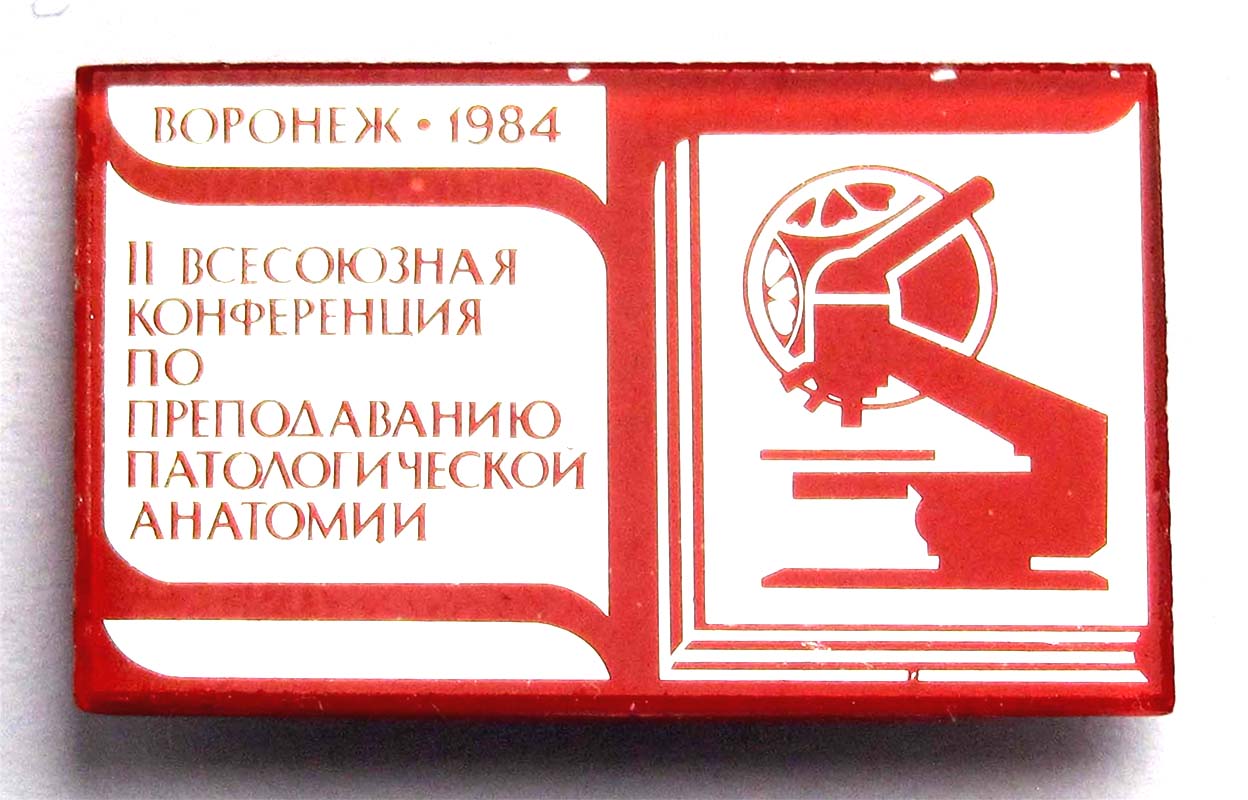 ВОРОНЕЖ • 1984
II ВСЕСОЮЗНАЯ
КОНФЕРЕНЦИЯ
ПО
ПРЕПОДАВАНИЮ
ПАТОЛОГИЧЕСКОЙ
АНАТОМИИ